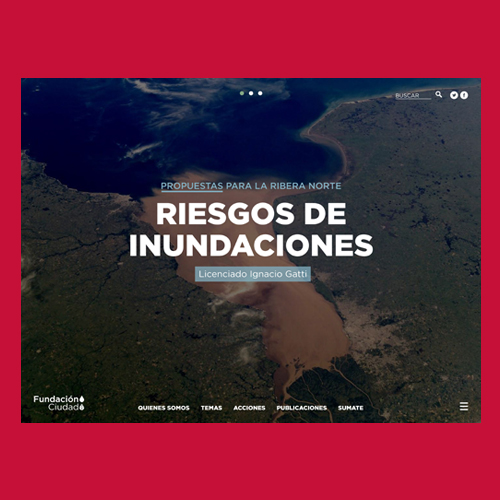 BUSCAR
PROPUESTAS PARA LA RIBERA NORTE
RIESGOS DE
INUNDACIONES
Licenciado Ignacio Gatti
Fundación
Ciudad
QUIENES SOMOS TEMAS ACCIONES PUBLICACIONES SUMATE